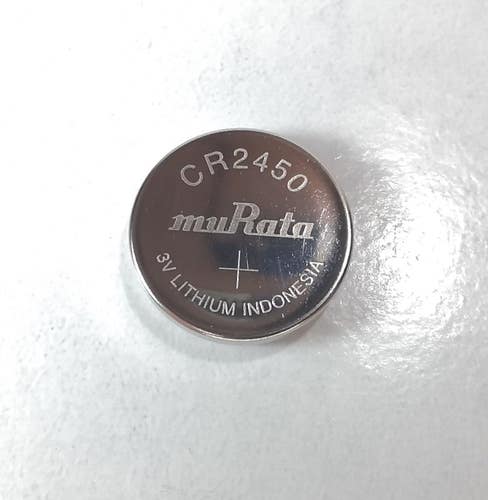 CR2450
muRata
+
3V LITHIUM INDONESIA